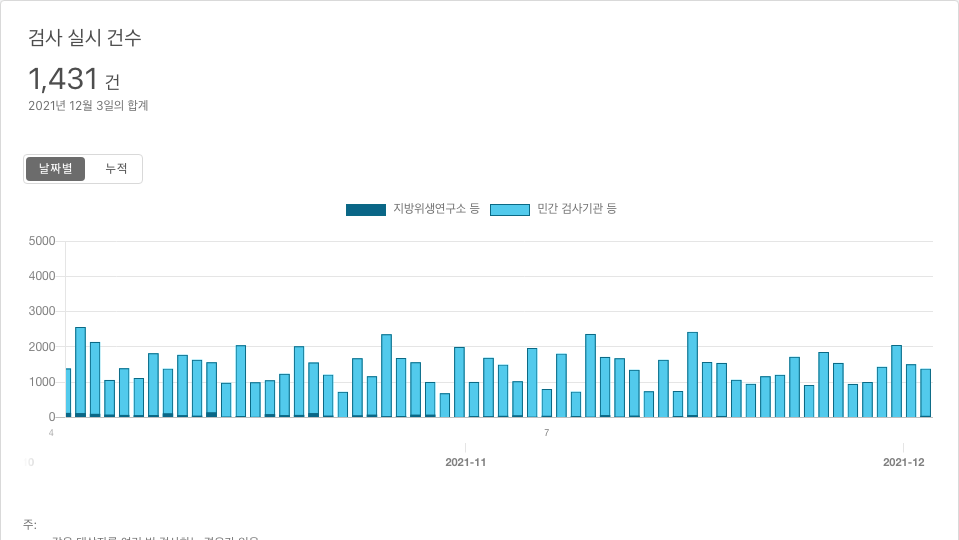 검사 실시 건수
1,431 건
2021년 12월 3일의 합계
날짜별 누적
지방위생연구소 등 민간 검사기관 등
5000
4000
3000
2000
1000
0
4 7
0 2021-11 2021-12
주: